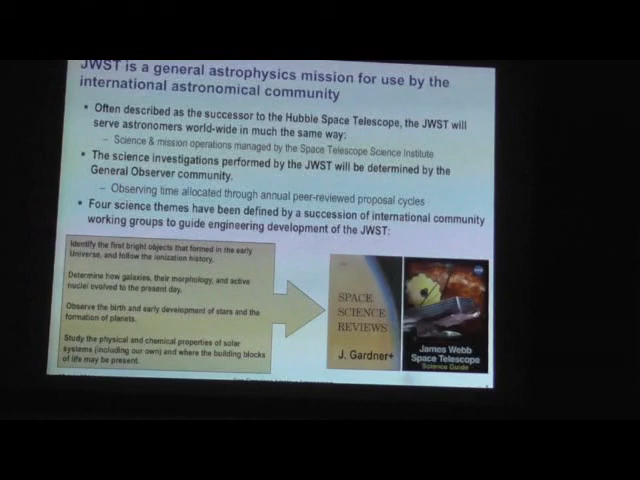 JWST is a general astrophysics mission for use by the
international astronomical community
• Often described as the successor to the Hubble Space Telescope, the JWST will
serve astronomers world-wide in much the same way:
– Science & mission operations managed by the Space Telescope Science Institute
• The science investigations performed by the JWST will be determined by the
General Observer community.
– Observing time allocated through annual peer-reviewed proposal cycles
• Four science themes have been defined by a succession of international community
working groups to guide engineering development of the JWST:
Identify the first bright objects that formed in the early
Universe, and follow the ionization history.
Determine how galaxies, their morphology, and active
nuclei evolved to the present day.
Observe the birth and early development of stars and the
formation of planets.
Study the physical and chemical properties of solar
systems (including our own) and where the building blocks
of life may be present.
SPACE
SCIENCE
REVIEWS
J. Gardner+
James Webb
Space Telescope
Science Guide